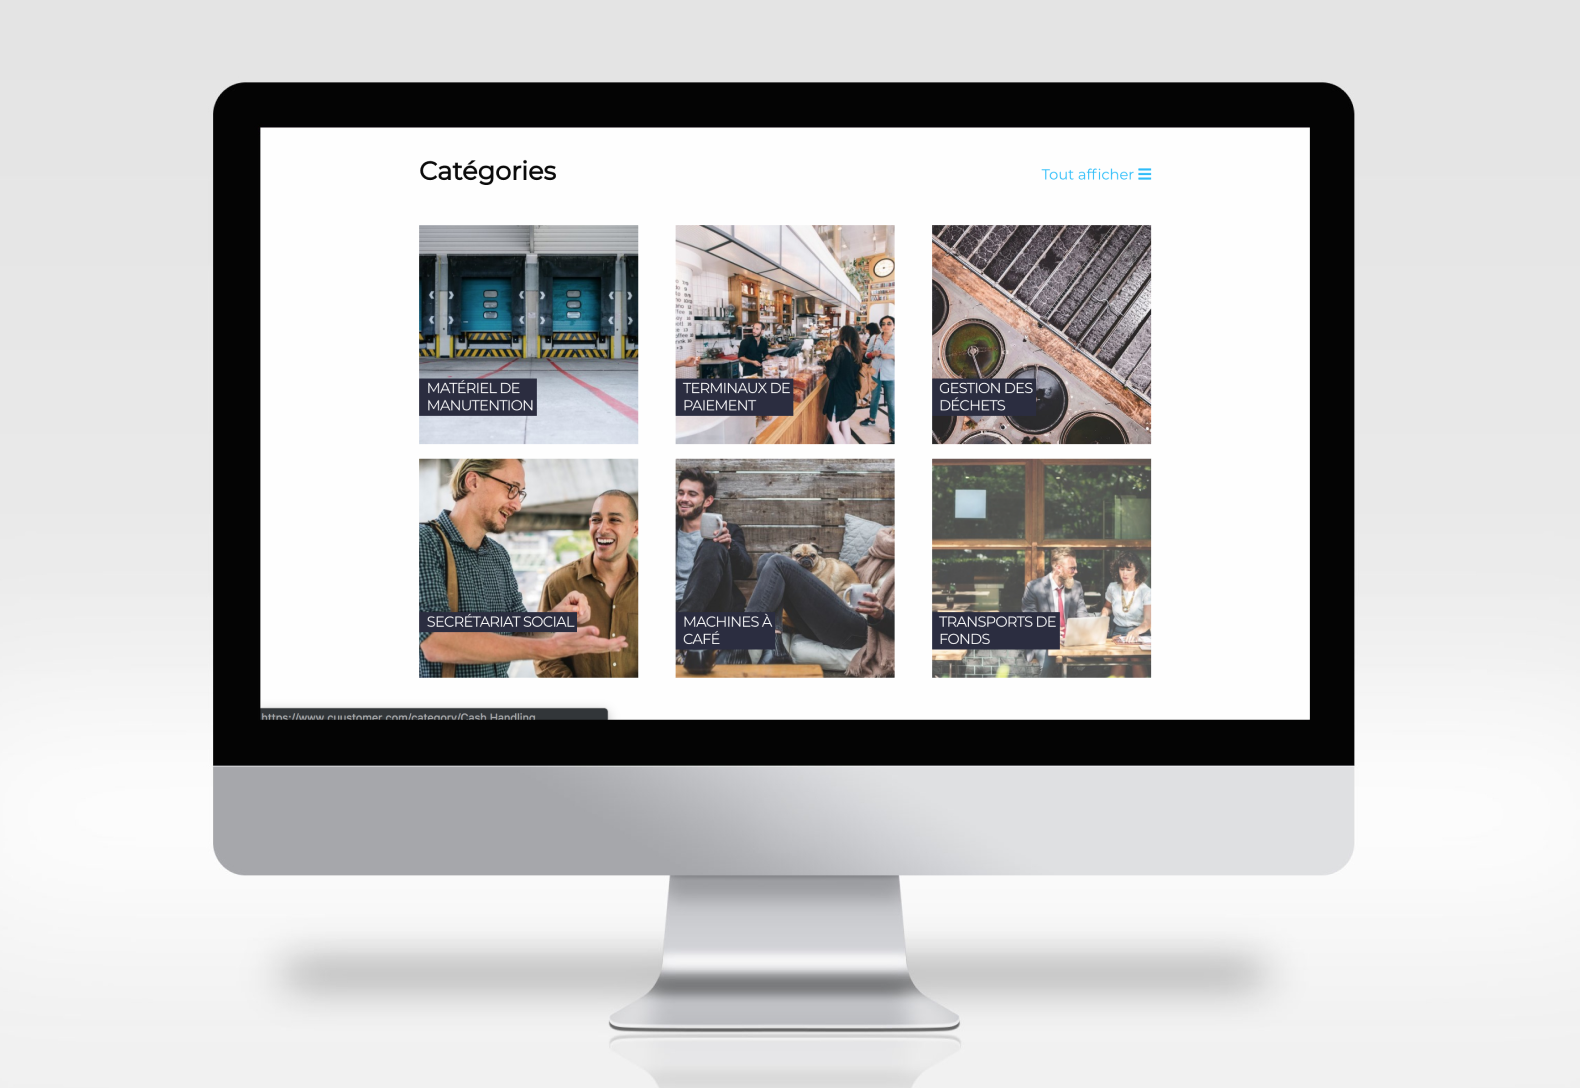 Catégories
Tout afficher
MATÉRIEL DE
MANUTENTION
TERMINAUX DE
PAIEMENT
GESTION DES
DÉCHETS
SECRÉTARIAT SOCIAL
MACHINES À
CAFÉ
TRANSPORTS DE
FONDS
https://www.cuustomer.com/category/Cash Handling